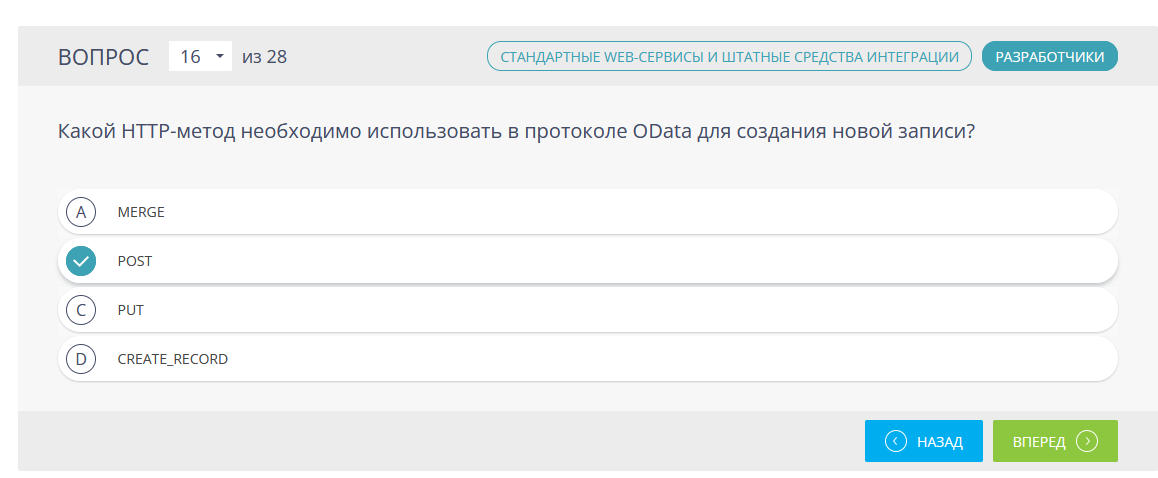 ВОПРОС 16 из 28 СТАНДАРТНЫЕ WEB-СЕРВИСЫ И ШТАТНЫЕ СРЕДСТВА ИНТЕГРАЦИИ РАЗРАБОТЧИКИ
Какой HTTP-метод необходимо использовать в протоколе OData для создания новой записи?
A MERGE
POST
C PUT
D CREATE_RECORD
НАЗАД ВПЕРЕД